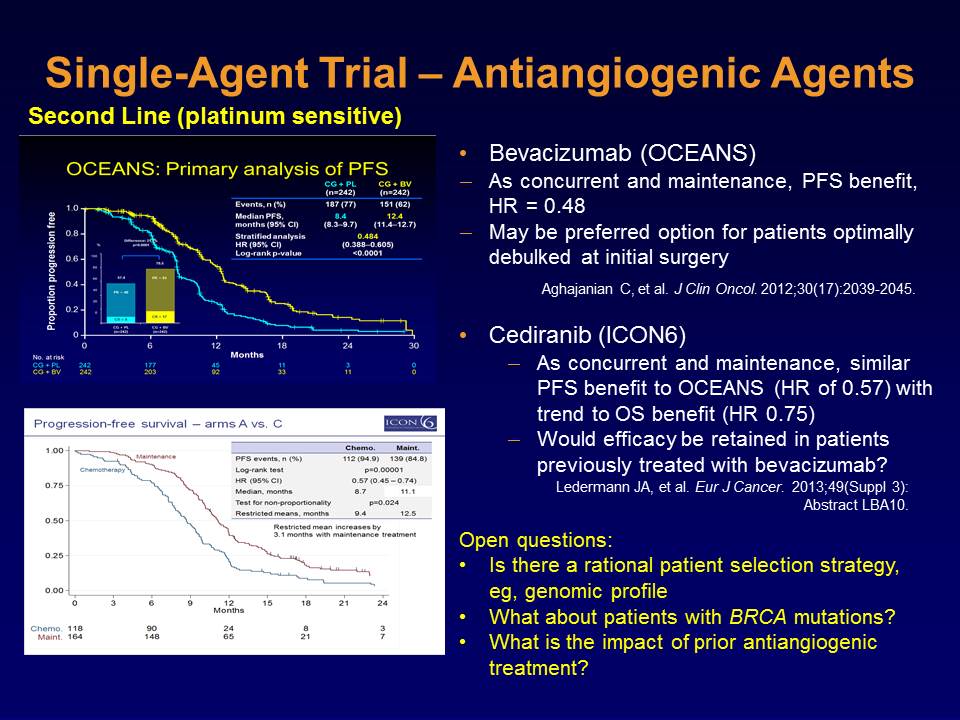 Single-Agent Trial – Antiangiogenic Agents
Second Line (platinum sensitive)
OCEANS: Primary analysis of PFS
CG + PL (n=242)
CG + BV (n=242)
Events, n (%) 187 (77) 151 (62)
Median PFS, months (95% CI) 8.4 (8.3–9.7) 12.4 (11.4–12.7)
Stratified analysis HR (95% CI) 0.484 (0.388–0.605)
Log-rank p-value <0.0001
Proportion progression free
1.0
0.8
0.6
0.4
0.2
0
%
CG + PL (n=242)
CG + BV (n=242)
0 6 12 18 24 30
Months
No. at risk
CG + PL 242 177 45 11 3 0
CG + BV 242 203 92 33 11 0
Progression-free survival – arms A vs. C
ICON 6
Chemo. Maint.
PFS events, n (%) 112 (94.9) 139 (84.8)
Log-rank test p=0.00001
HR (95% CI) 0.57 (0.45 – 0.74)
Median, months 8.7 11.1
Test for non-proportionality p=0.024
Restricted means, months 9.4 12.5
Restricted mean increases by
3.1 months with maintenance treatment
Maintenance
Chemotherapy
1.00
0.75
0.50
0.25
0.00
0 3 6 9 12 15 18 21 24
Months
Chemo. 118 90 24 8 3
Maint. 164 148 65 21 7
• Bevacizumab (OCEANS)
– As concurrent and maintenance, PFS benefit,
HR = 0.48
– May be preferred option for patients optimally
debulked at initial surgery
Aghajanian C, et al. J Clin Oncol. 2012;30(17):2039-2045.
• Cediranib (ICON6)
– As concurrent and maintenance, similar
PFS benefit to OCEANS (HR of 0.57) with
trend to OS benefit (HR 0.75)
– Would efficacy be retained in patients
previously treated with bevacizumab?
Ledermann JA, et al. Eur J Cancer. 2013;49(Suppl 3):
Abstract LBA10.
Open questions:
• Is there a rational patient selection strategy,
eg, genomic profile
• What about patients with BRCA mutations?
• What is the impact of prior antiangiogenic
treatment?